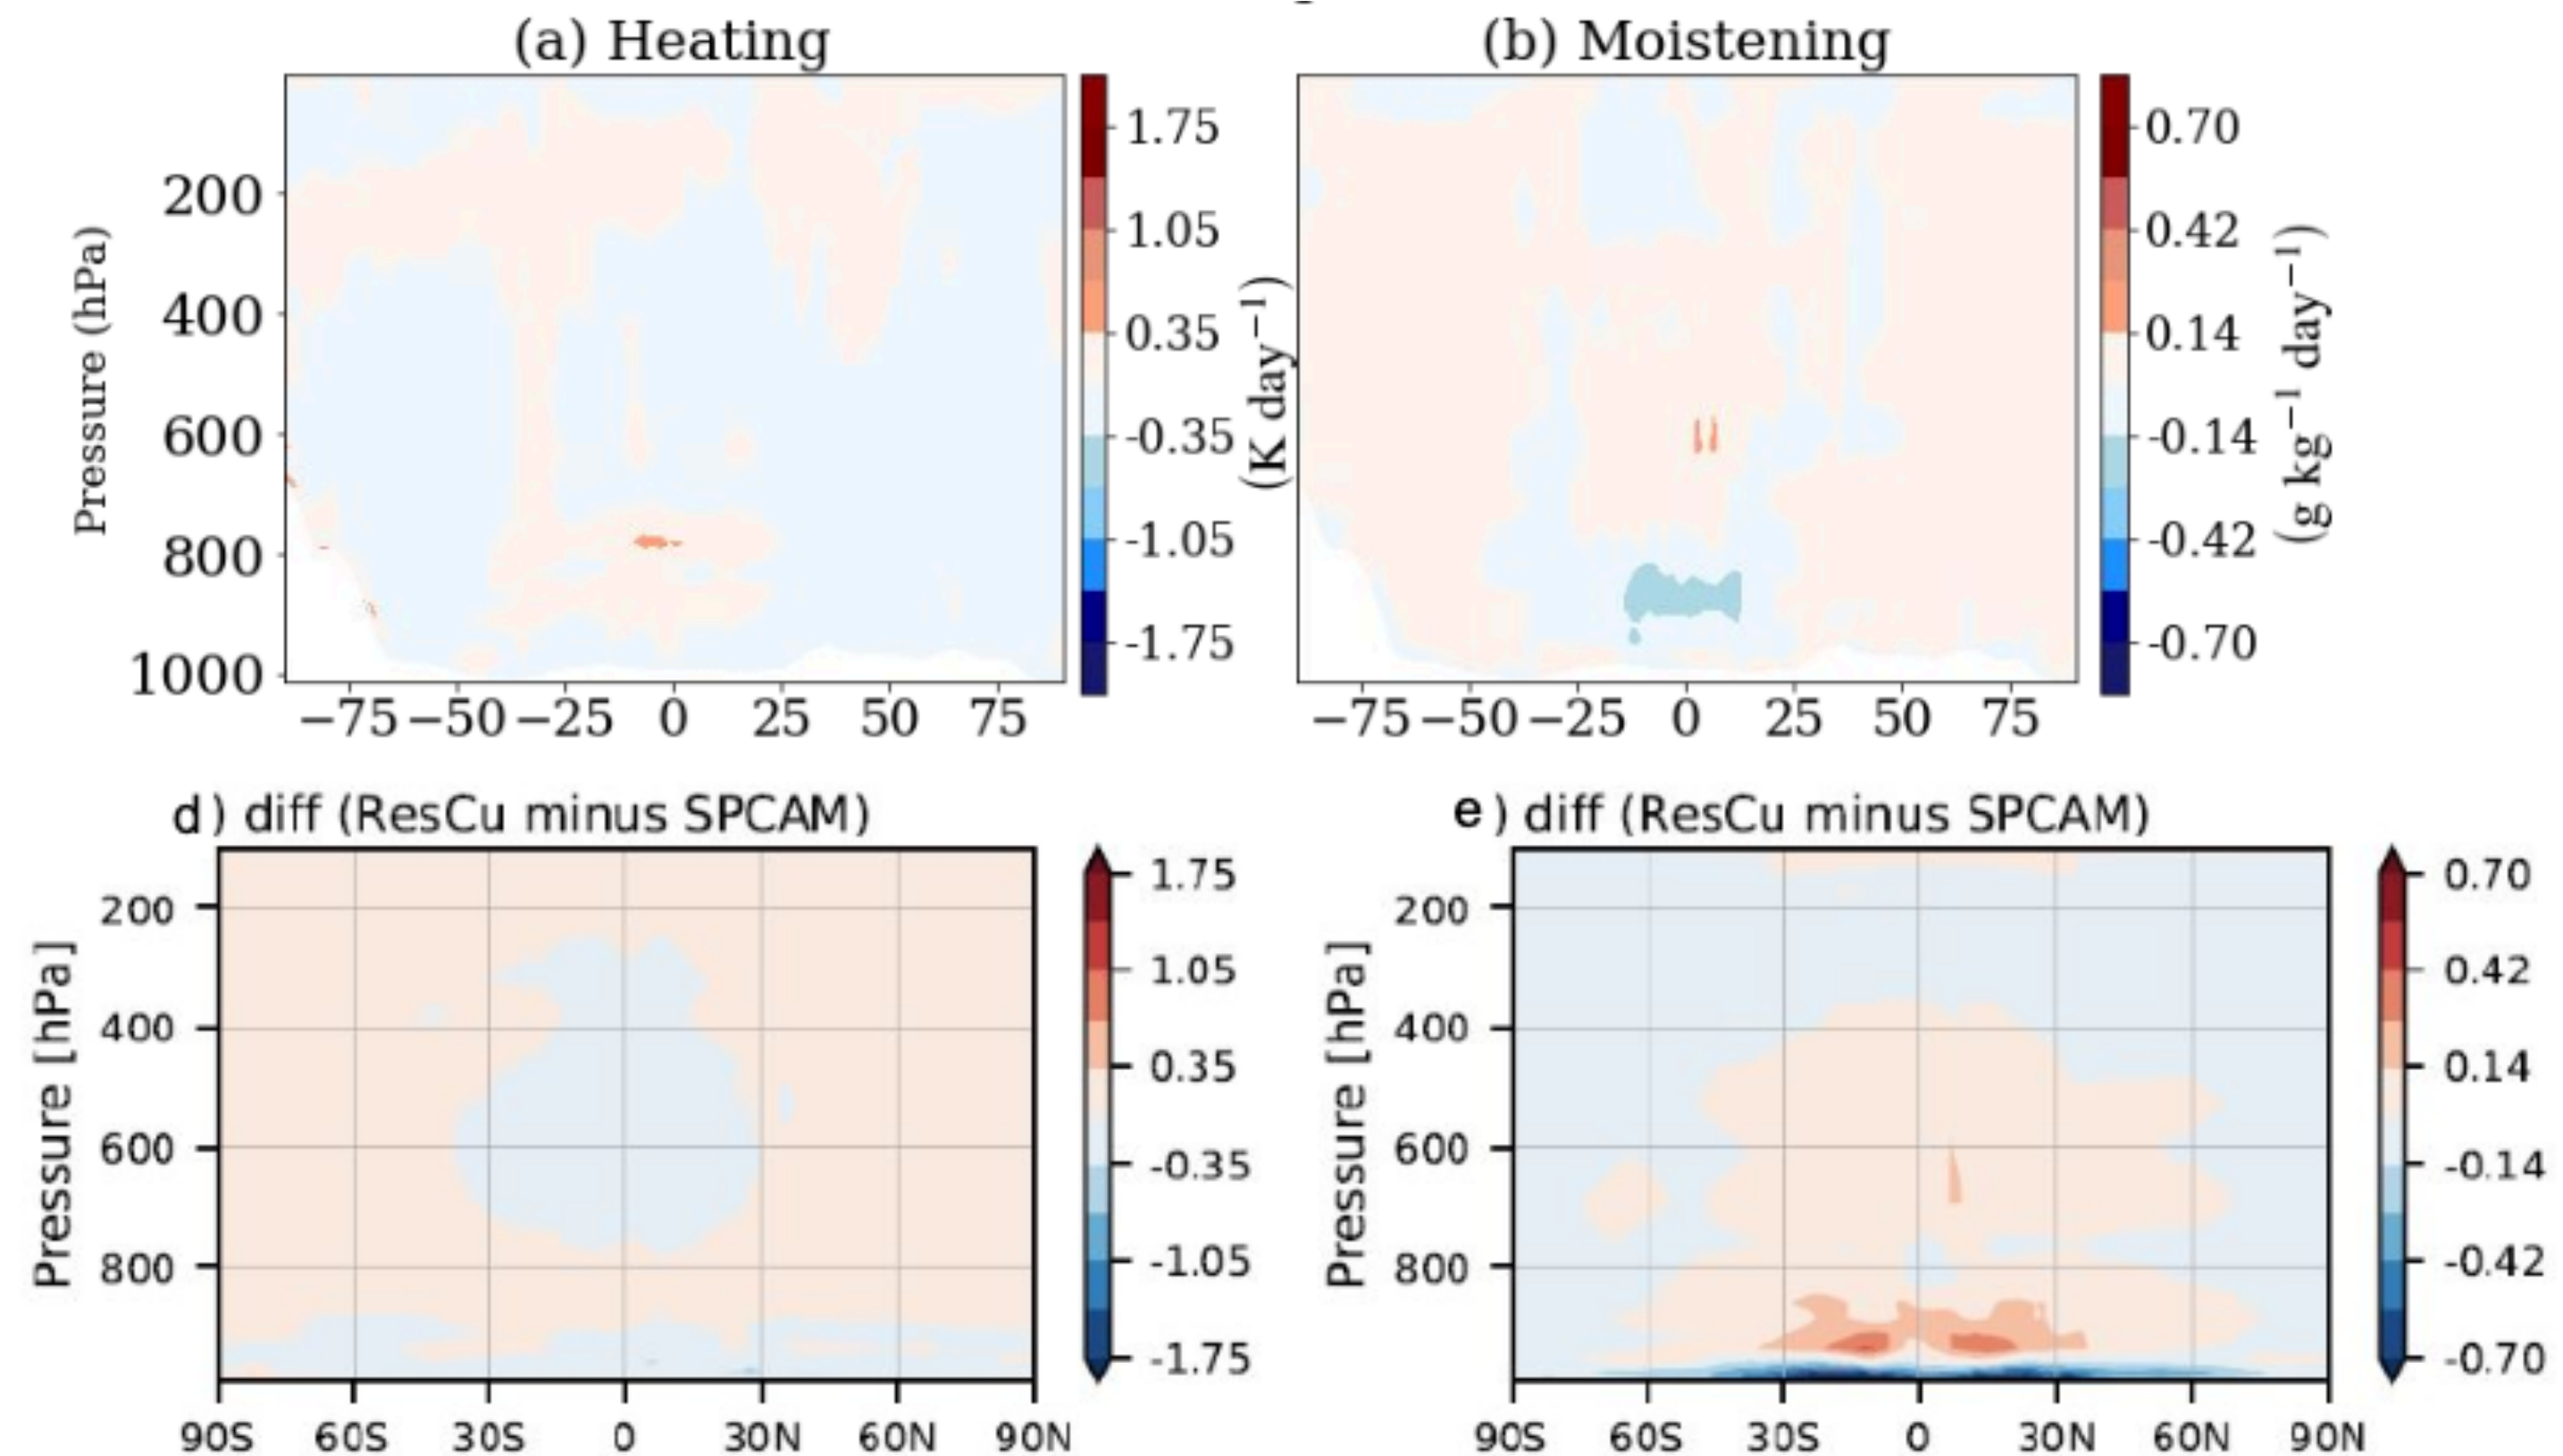 (a) Heating
(b) Moistening
Pressure (hPa)
200
400
600
800
1000
−75 −50 −25 0 25 50 75
1.75
1.05
0.35
-0.35
-1.05
-1.75
(K day−1)
−75 −50 −25 0 25 50 75
0.70
0.42
0.14
-0.14
-0.42
-0.70
(g kg−1 day−1)
d) diff (ResCu minus SPCAM)
e) diff (ResCu minus SPCAM)
Pressure [hPa]
200
400
600
800
90S 60S 30S 0 30N 60N 90N
1.75
1.05
0.35
-0.35
-1.05
-1.75
Pressure [hPa]
200
400
600
800
90S 60S 30S 0 30N 60N 90N
0.70
0.42
0.14
-0.14
-0.42
-0.70